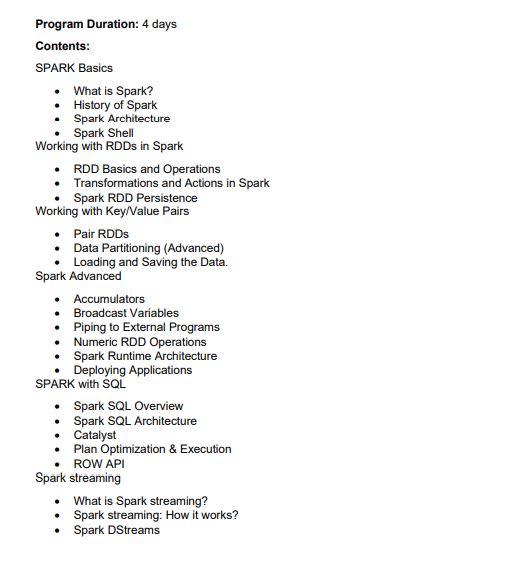 Program Duration: 4 days
Contents:
SPARK Basics
• What is Spark?
• History of Spark
• Spark Architecture
• Spark Shell
Working with RDDs in Spark
• RDD Basics and Operations
• Transformations and Actions in Spark
• Spark RDD Persistence
Working with Key/Value Pairs
• Pair RDDs
• Data Partitioning (Advanced)
• Loading and Saving the Data.
Spark Advanced
• Accumulators
• Broadcast Variables
• Piping to External Programs
• Numeric RDD Operations
• Spark Runtime Architecture
• Deploying Applications
SPARK with SQL
• Spark SQL Overview
• Spark SQL Architecture
• Catalyst
• Plan Optimization & Execution
• ROW API
Spark streaming
• What is Spark streaming?
• Spark streaming: How it works?
• Spark DStreams